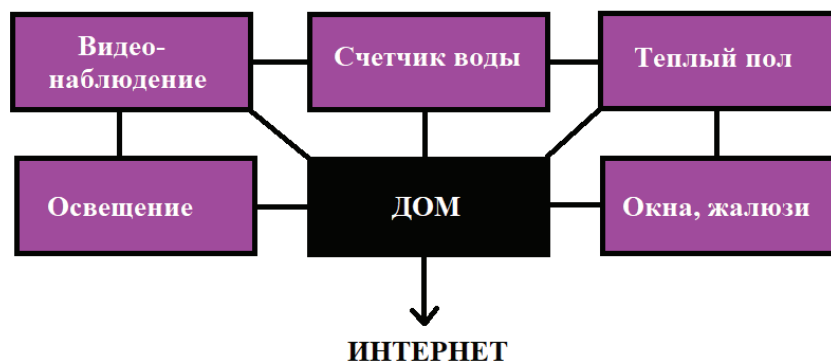 Видео-
наблюдение
Счетчик воды
Теплый пол
Освещение
ДОМ
Окна, жалюзи
ИНТЕРНЕТ